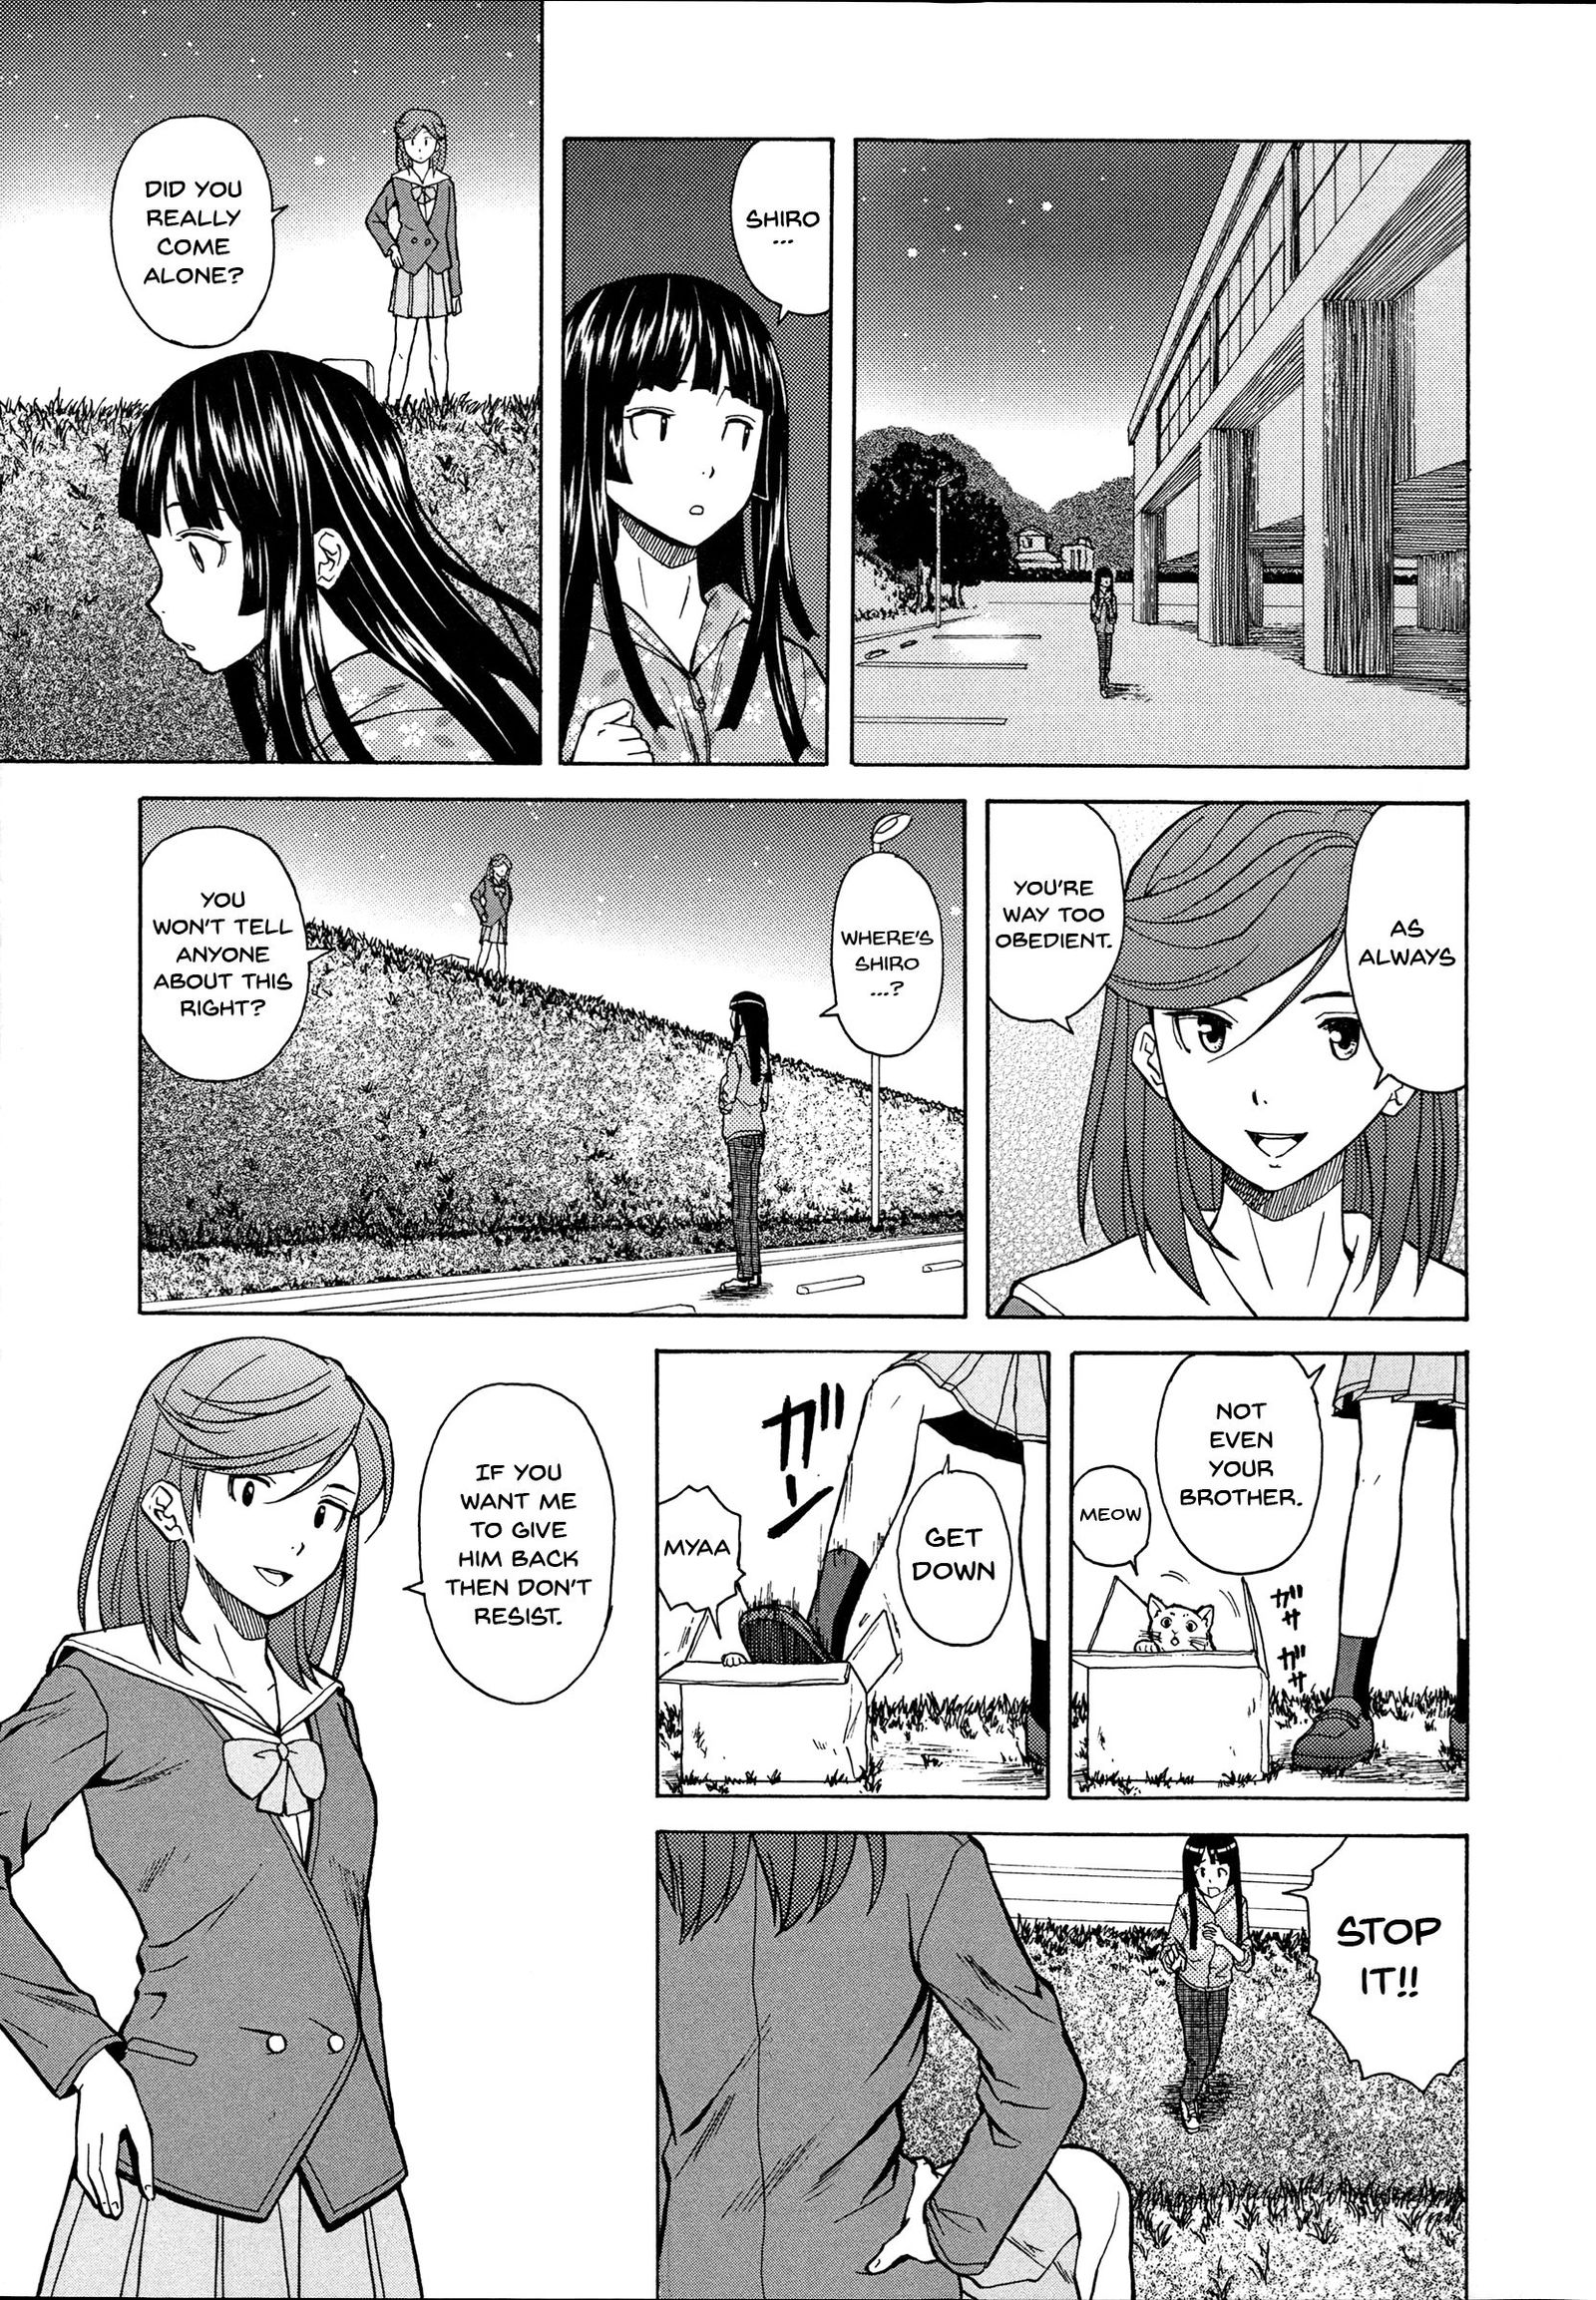 SHIRO
...
DID YOU
REALLY
COME
ALONE?
AS
ALWAYS
YOU'RE
WAY TOO
OBEDIENT.
WHERE'S
SHIRO
...?
YOU
WON'T TELL
ANYONE
ABOUT THIS
RIGHT?
NOT
EVEN
YOUR
BROTHER.
MEOW
ガサ
ガサ
GET
DOWN
ガンッ
MYAA
STOP
IT!!
IF YOU
WANT ME
TO GIVE
HIM BACK
THEN DON'T
RESIST.